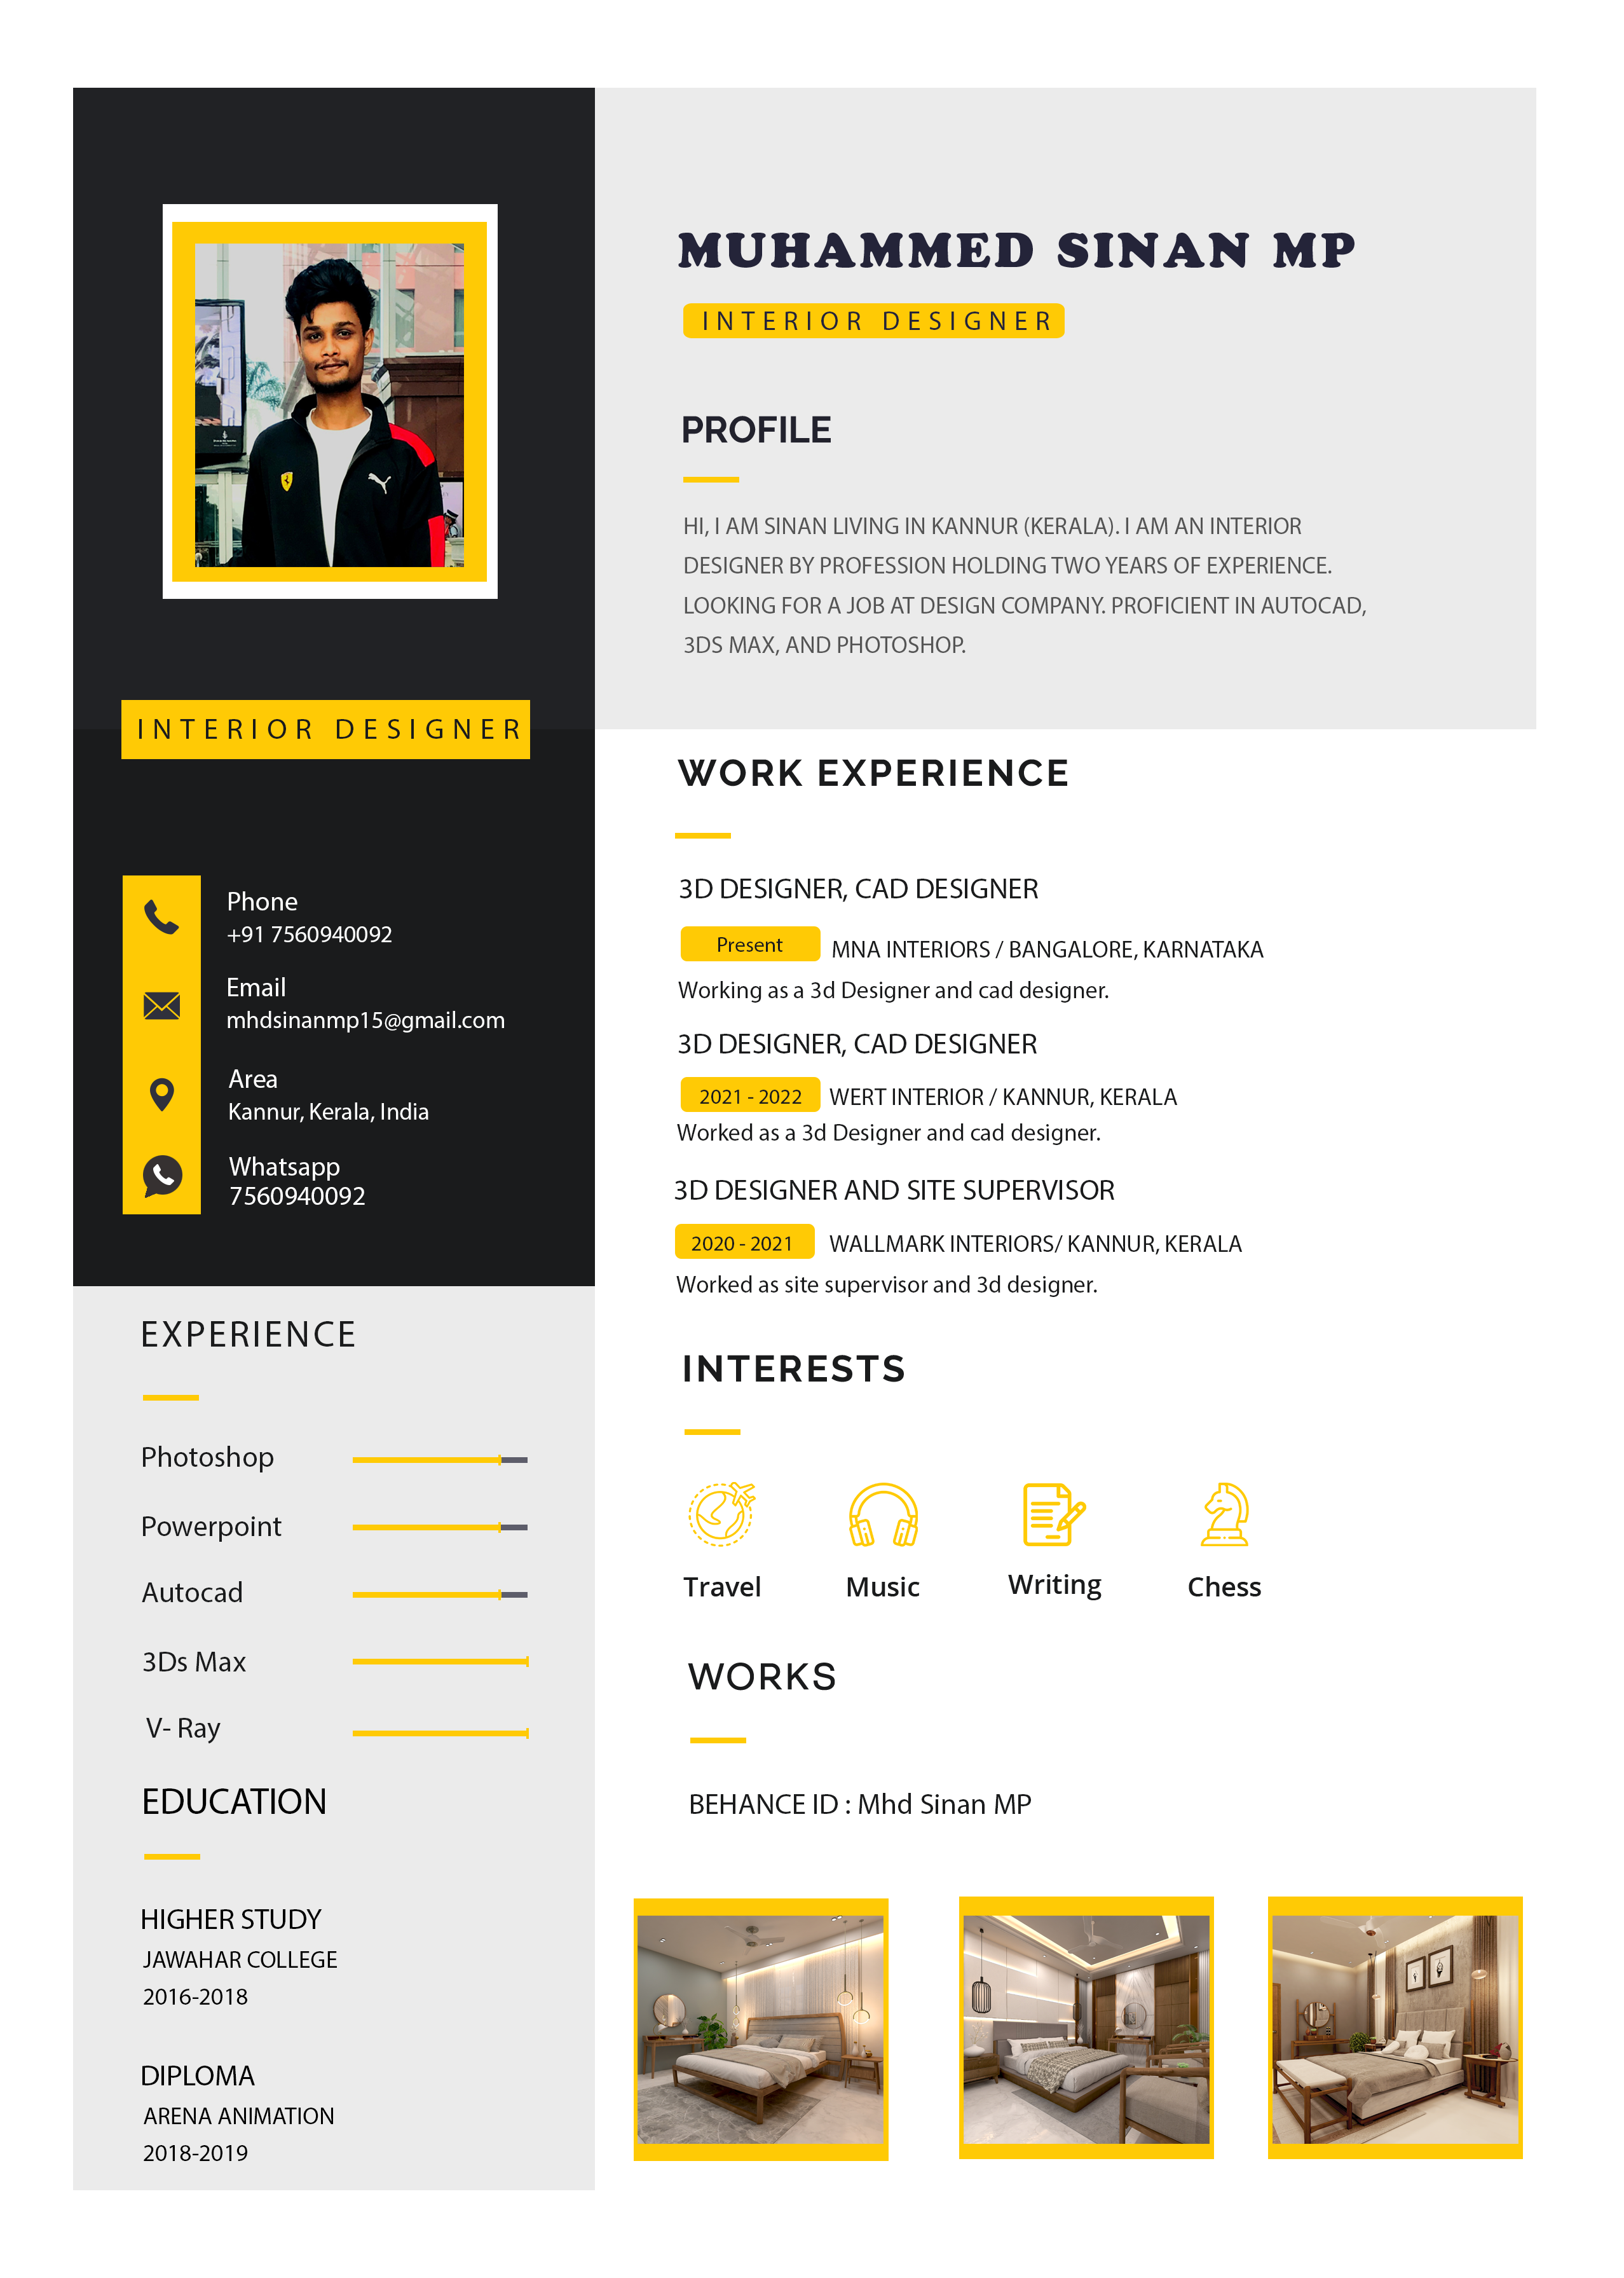 MUHAMMED SINAN MP
INTERIOR DESIGNER
PROFILE
HI, I AM SINAN LIVING IN KANNUR (KERALA). I AM AN INTERIOR
DESIGNER BY PROFESSION HOLDING TWO YEARS OF EXPERIENCE.
LOOKING FOR A JOB AT DESIGN COMPANY. PROFICIENT IN AUTOCAD,
3DS MAX, AND PHOTOSHOP.
INTERIOR DESIGNER
Phone
+91 7560940092
Email
mhdsinanmp15@gmail.com
Area
Kannur, Kerala, India
Whatsapp
7560940092
EXPERIENCE
Photoshop
Powerpoint
Autocad
3Ds Max
V- Ray
EDUCATION
HIGHER STUDY
JAWAHAR COLLEGE
2016-2018
DIPLOMA
ARENA ANIMATION
2018-2019
WORK EXPERIENCE
3D DESIGNER, CAD DESIGNER
Present MNA INTERIORS / BANGALORE, KARNATAKA
Working as a 3d Designer and cad designer.
3D DESIGNER, CAD DESIGNER
2021 - 2022 WERT INTERIOR / KANNUR, KERALA
Worked as a 3d Designer and cad designer.
3D DESIGNER AND SITE SUPERVISOR
2020 - 2021 WALLMARK INTERIORS/ KANNUR, KERALA
Worked as site supervisor and 3d designer.
INTERESTS
Travel Music Writing Chess
WORKS
BEHANCE ID : Mhd Sinan MP